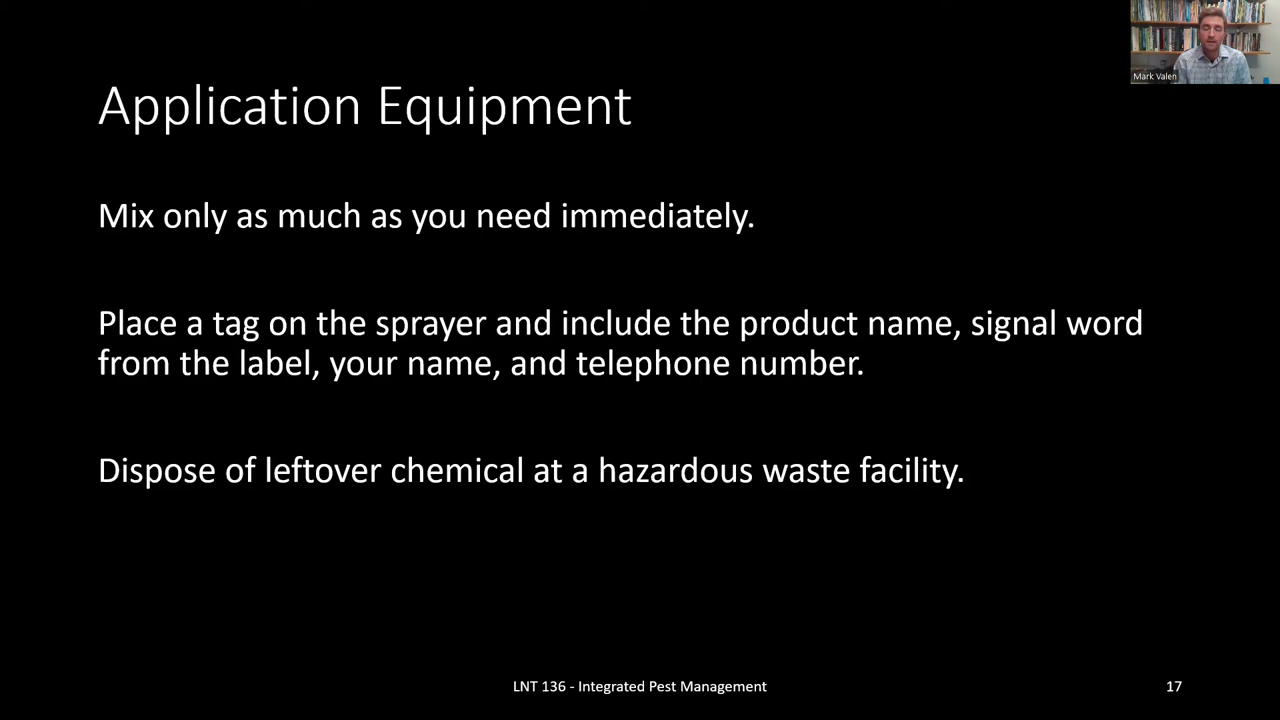 Mark Valen
Application Equipment
Mix only as much as you need immediately.
Place a tag on the sprayer and include the product name, signal word
from the label, your name, and telephone number.
Dispose of leftover chemical at a hazardous waste facility.
LNT 136 - Integrated Pest Management
17